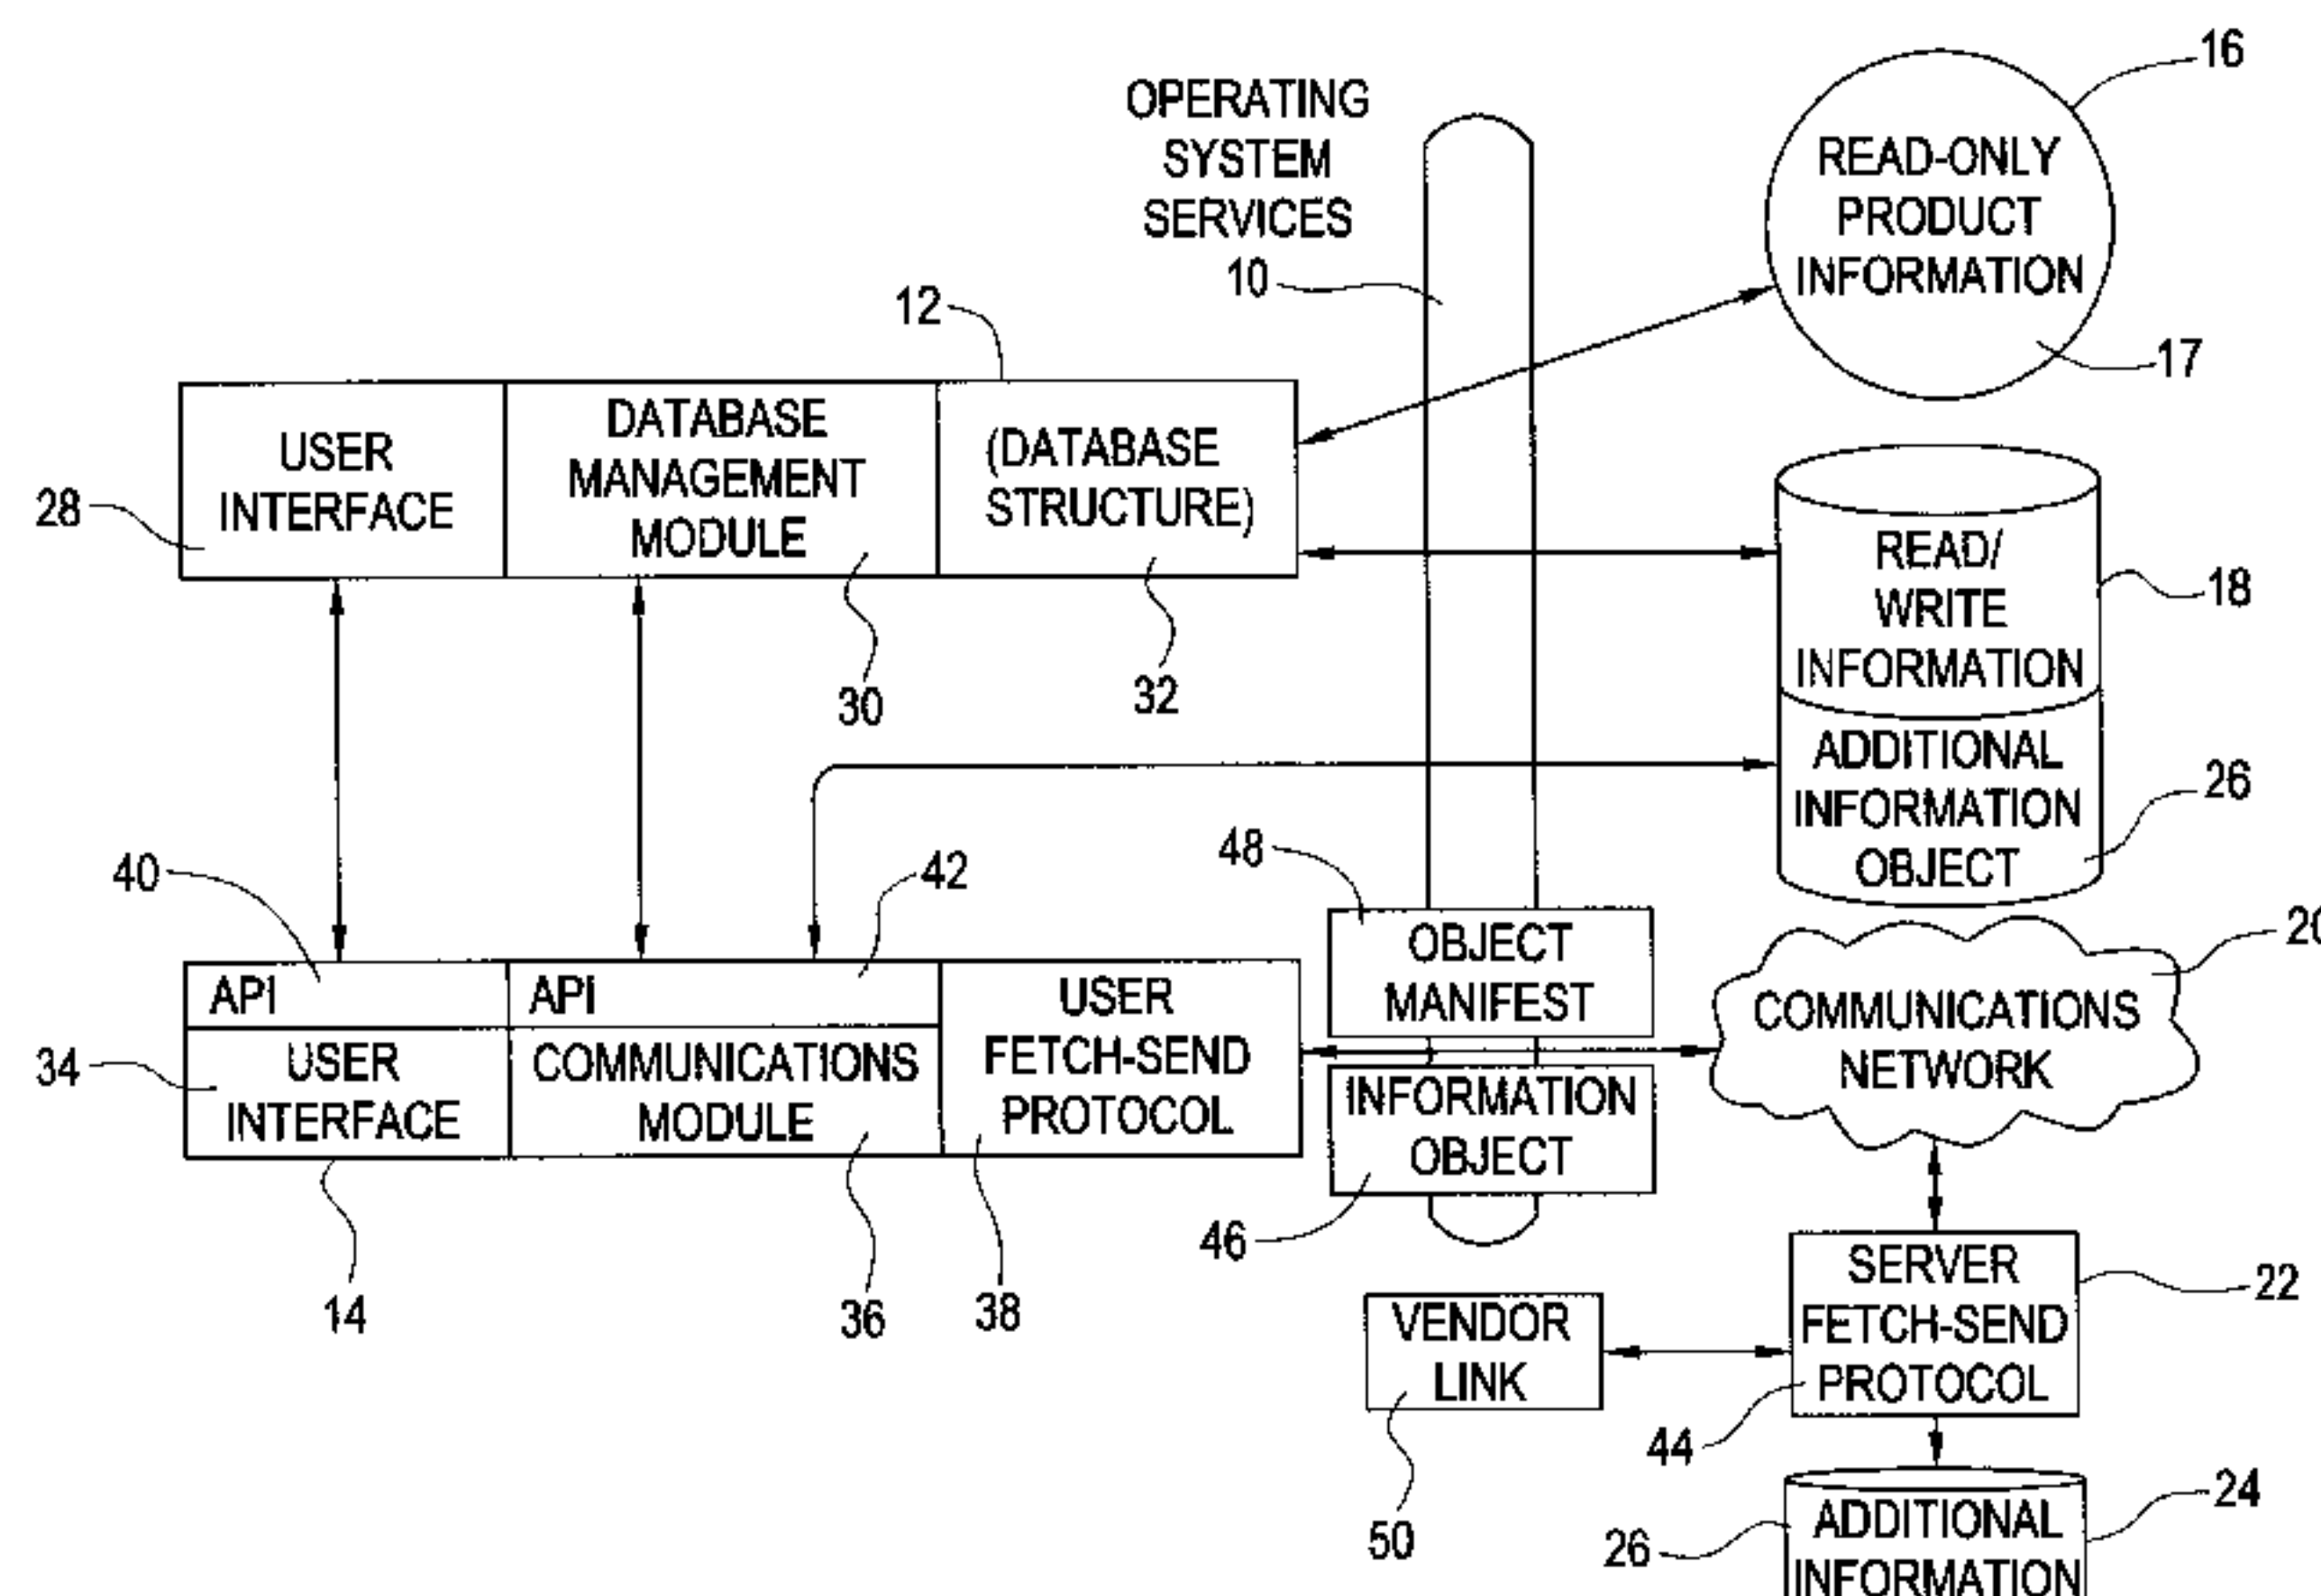 16
OPERATING
SYSTEM
SERVICES
10
READ-ONLY
PRODUCT
INFORMATION
17
12
USER
INTERFACE
28
DATABASE
MANAGEMENT
MODULE
30
(DATABASE
STRUCTURE)
32
READ/
WRITE
INFORMATION
18
ADDITIONAL
INFORMATION
OBJECT
26
40
42
48
API
API
USER
INTERFACE
34
COMMUNICATIONS
MODULE
USER
FETCH-SEND
PROTOCOL
OBJECT
MANIFEST
INFORMATION
OBJECT
46
COMMUNICATIONS
NETWORK
14
36
38
SERVER
FETCH-SEND
PROTOCOL
22
44
VENDOR
LINK
50
24
26
ADDITIONAL
INFORMATION